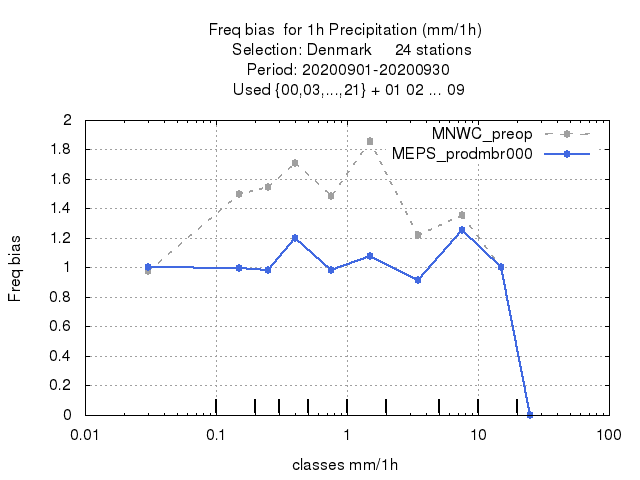 Freq bias  for 1h Precipitation (mm/1h)
Selection: Denmark     24 stations
Period: 20200901-20200930
Used {00,03,...,21} + 01 02 ... 09
MNWC_preop
MEPS_prodmbr000
2
1.8
1.6
1.4
1.2
1
0.8
0.6
0.4
0.2
0
Freq bias
0.01 0.1 1 10 100
classes mm/1h